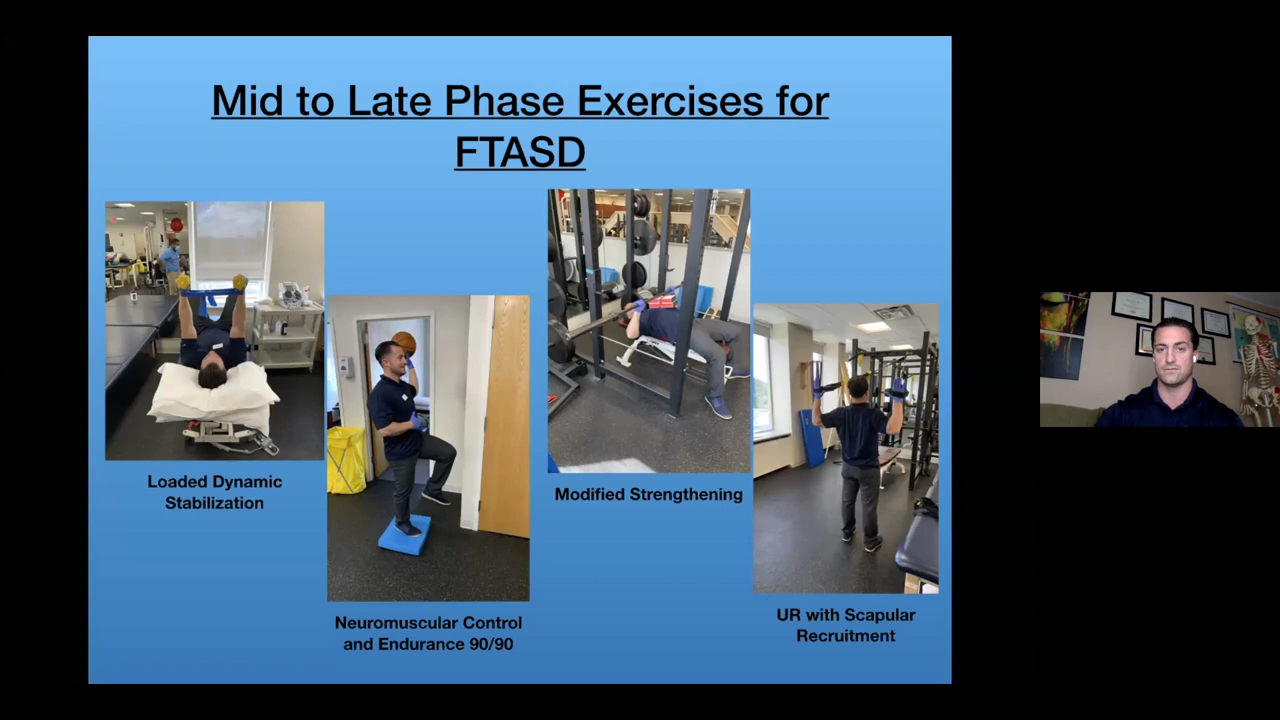 Mid to Late Phase Exercises for
FTASD
Loaded Dynamic
Stabilization
Neuromuscular Control
and Endurance 90/90
Modified Strengthening
UR with Scapular
Recruitment